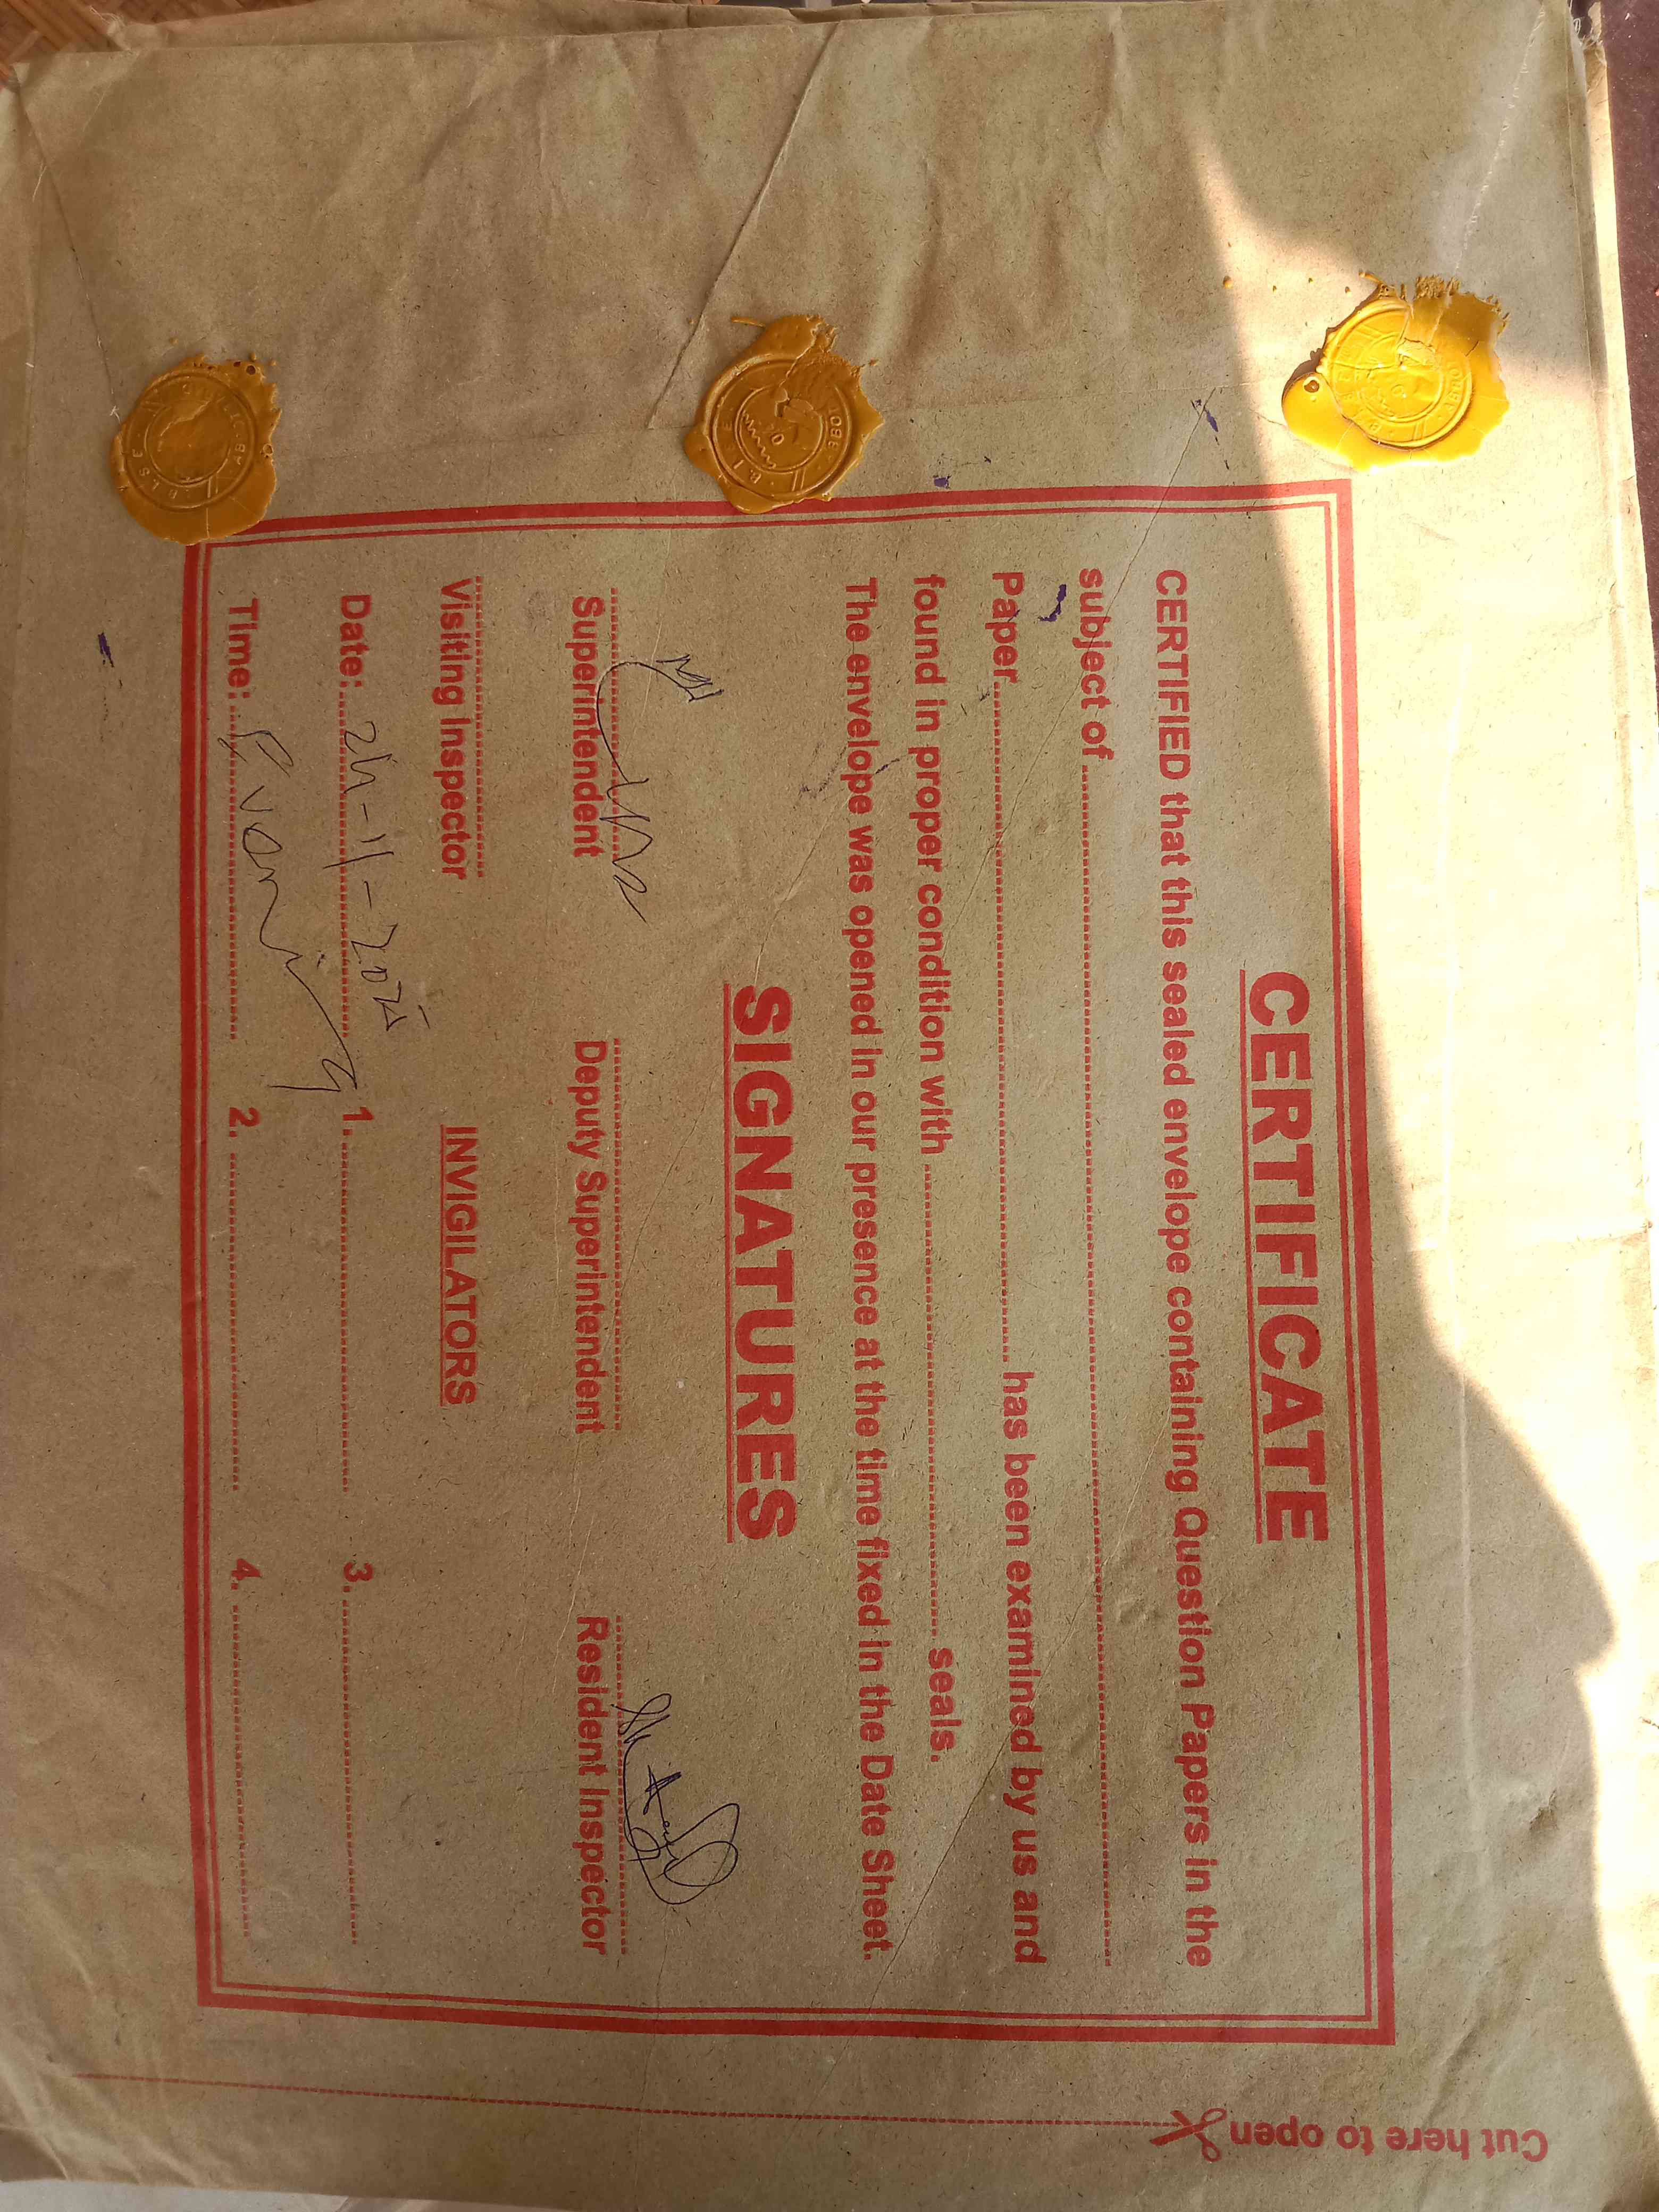 CERTIFICATE
CERTIFIED that this sealed envelope containing Question Papers in the
subject of
Paper has been examined by us and
found in proper condition with seals.
The envelope was opened in our presence at the time fixed in the Date Sheet.
SIGNATURES
Superintendent Deputy Superintendent Resident Inspector
Visiting Inspector INVIGILATORS
Date: 24-11-2025 1. 3.
Time: Evening 2. 4.
Cut here to open